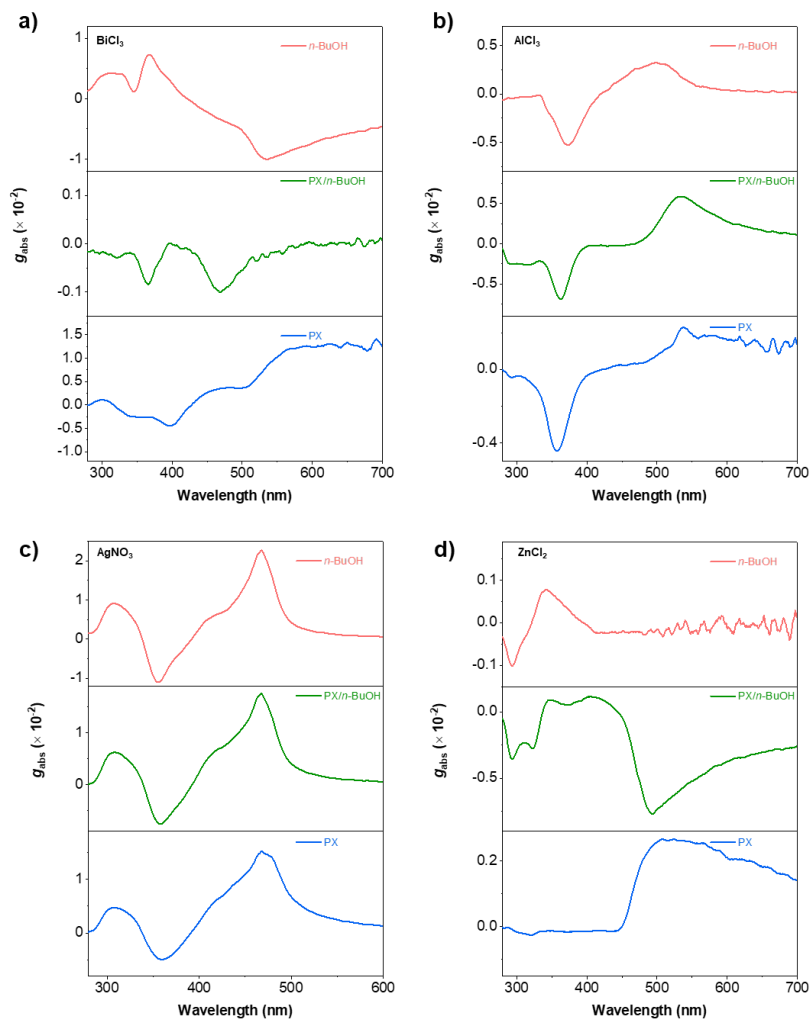 a)
BiCl3
n-BuOH
1
0
-1
PX/n-BuOH
0.1
0.0
-0.1
PX
1.5
1.0
0.5
0.0
-0.5
-1.0
gabs (× 10-2)
300 400 500 600 700
Wavelength (nm)
b)
AlCl3
n-BuOH
0.5
0.0
-0.5
PX/n-BuOH
0.5
0.0
-0.5
PX
0.0
-0.4
gabs (× 10-2)
300 400 500 600 700
Wavelength (nm)
c)
AgNO3
n-BuOH
2
1
0
-1
PX/n-BuOH
1
0
PX
1
0
gabs (× 10-2)
300 400 500 600
Wavelength (nm)
d)
ZnCl2
n-BuOH
0.1
0.0
-0.1
PX/n-BuOH
0.0
-0.5
PX
0.2
0.0
gabs (× 10-2)
300 400 500 600 700
Wavelength (nm)